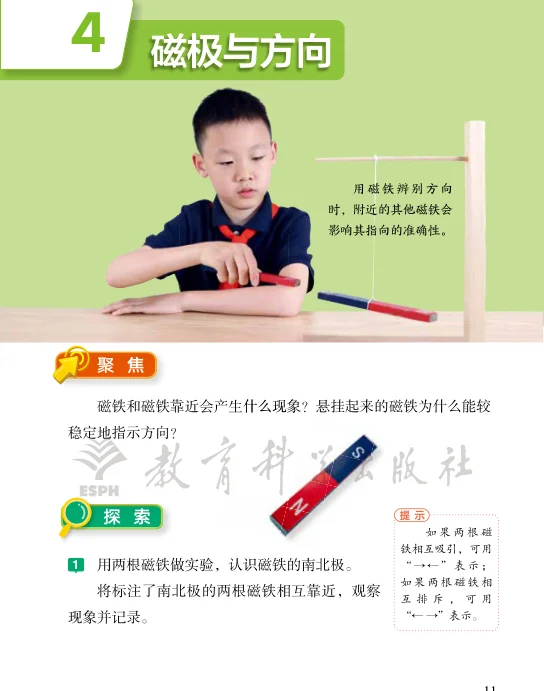 4
磁极与方向
用磁铁辨别方向
时，附近的其他磁铁会
影响其指向的准确性。
聚焦
磁铁和磁铁靠近会产生什么现象？悬挂起来的磁铁为什么能较
稳定地指示方向？
教育科学出版社
ESPH
S
N
探索
1 用两根磁铁做实验，认识磁铁的南北极。
将标注了南北极的两根磁铁相互靠近，观察
现象并记录。
提示
如果两根磁
铁相互吸引，可用
“→←”表示；
如果两根磁铁相
互排斥，可用
“←→”表示。
11